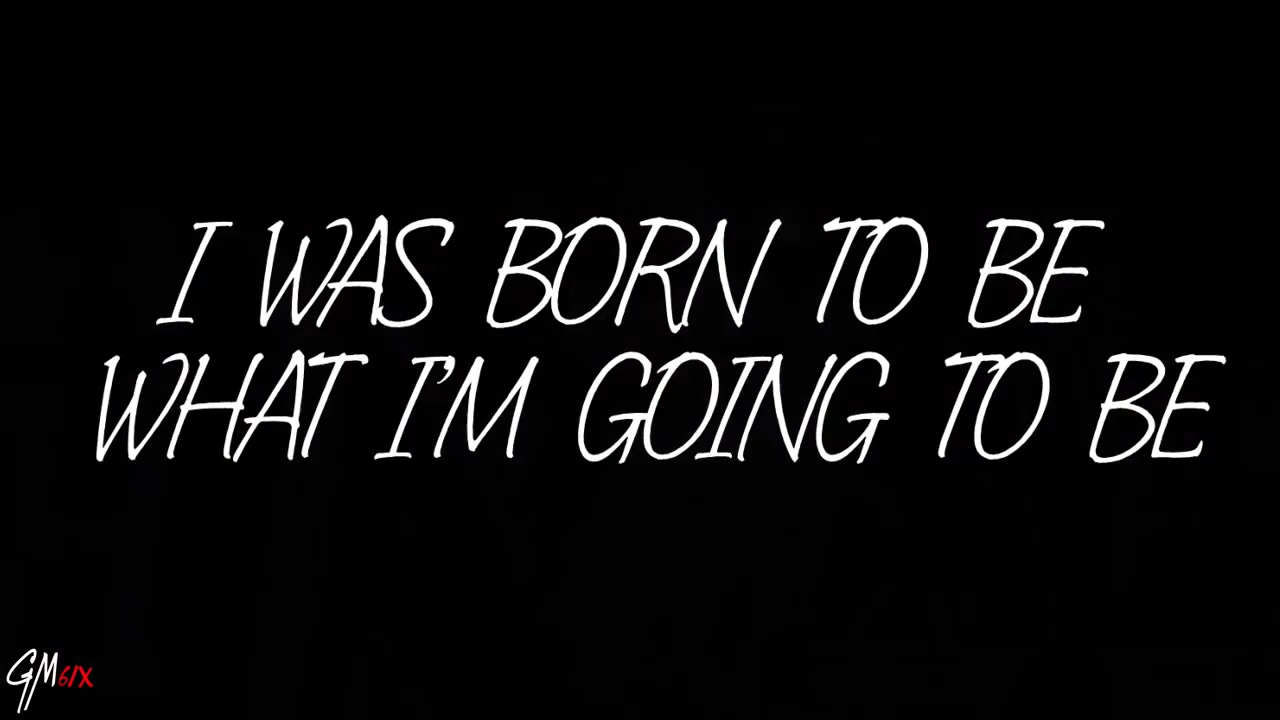 I WAS BORN TO BE
WHAT I'M GOING TO BE
GM6IX